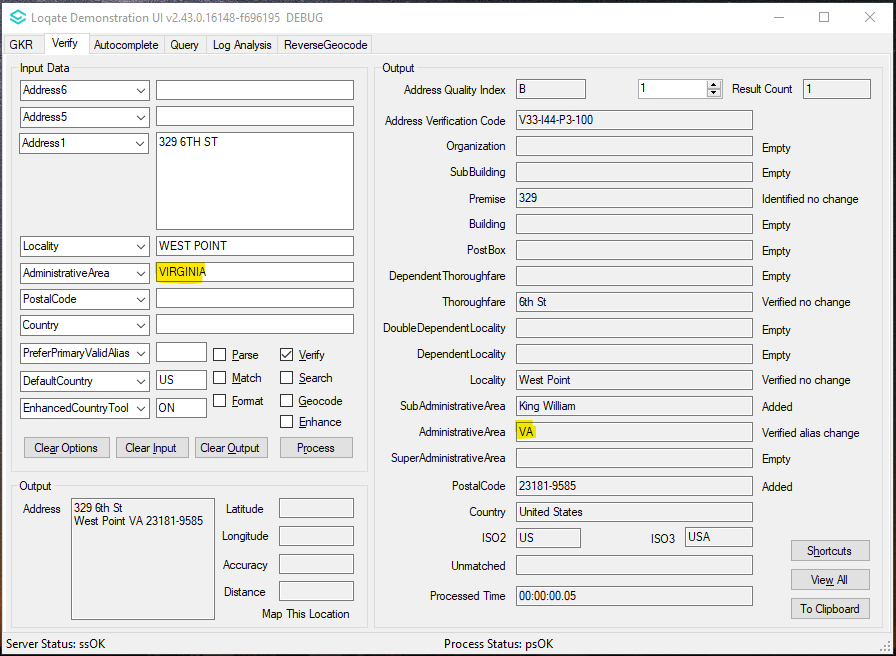 Loqate Demonstration UI v2.43.0.16148-f696195 DEBUG
GKR Verify Autocomplete Query Log Analysis ReverseGeocode
Input Data
Address6
Address5
Address1 329 6TH ST
Locality WEST POINT
AdministrativeArea VIRGINIA
PostalCode
Country
PreferPrimaryValidAlias Parse Verify
DefaultCountry US Match Search
EnhancedCountryTool ON Format Geocode
Enhance
Clear Options Clear Input Clear Output Process
Output
Address 329 6th St
West Point VA 23181-9585
Latitude
Longitude
Accuracy
Distance
Map This Location
Output
Address Quality Index B 1 Result Count 1
Address Verification Code V33-I44-P3-100
Organization Empty
SubBuilding Empty
Premise 329 Identified no change
Building Empty
PostBox Empty
DependentThoroughfare Empty
Thoroughfare 6th St Verified no change
DoubleDependentLocality Empty
DependentLocality Empty
Locality West Point Verified no change
SubAdministrativeArea King William Added
AdministrativeArea VA Verified alias change
SuperAdministrativeArea Empty
PostalCode 23181-9585 Added
Country United States
ISO2 US ISO3 USA
Unmatched
Processed Time 00:00:00.05
Shortcuts
View All
To Clipboard
Server Status: ssOK Process Status: psOK